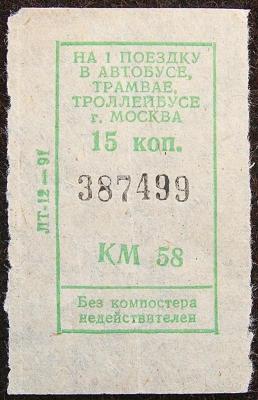 НА 1 ПОЕЗДКУ
В АВТОБУСЕ,
ТРАМВАЕ,
ТРОЛЛЕЙБУСЕ
г. МОСКВА
15 коп.
387499
КМ 58
Без компостера
недействителен
ЛТ-12—91